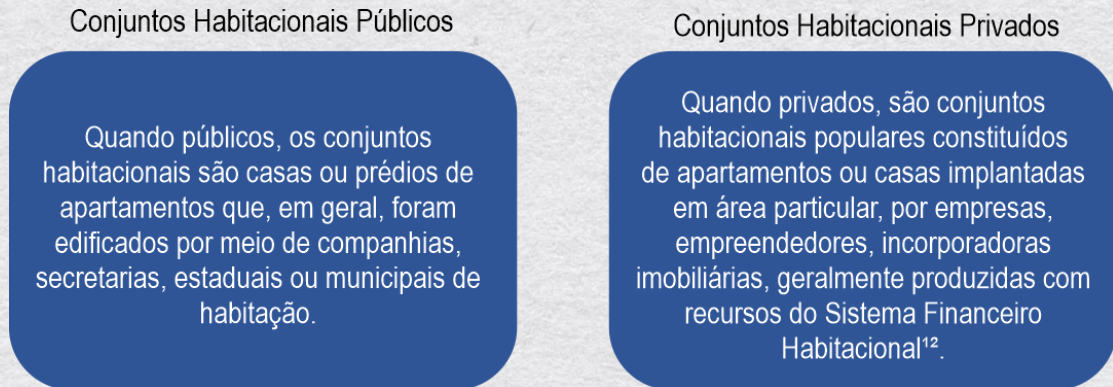 Conjuntos Habitacionais Públicos
Quando públicos, os conjuntos
habitacionais são casas ou prédios de
apartamentos que, em geral, foram
edificados por meio de companhias,
secretarias, estaduais ou municipais de
habitação.
Conjuntos Habitacionais Privados
Quando privados, são conjuntos
habitacionais populares constituídos
de apartamentos ou casas implantadas
em área particular, por empresas,
empreendedores, incorporadoras
imobiliárias, geralmente produzidas com
recursos do Sistema Financeiro
Habitacional¹².